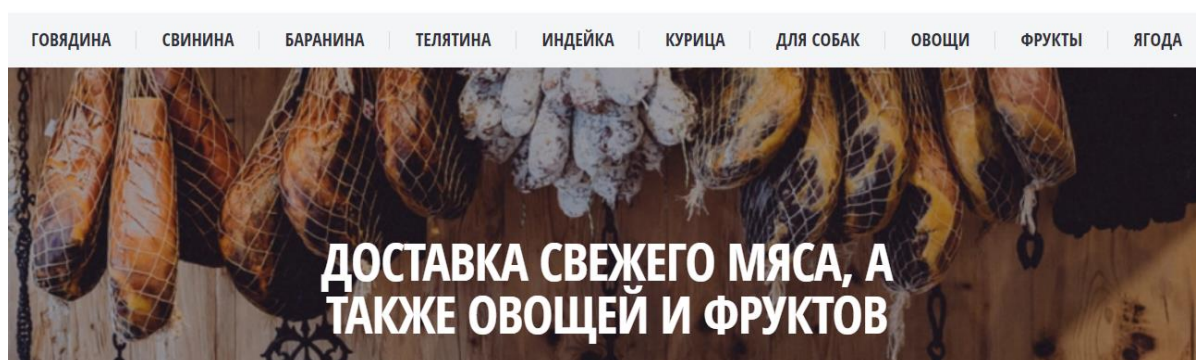 ГОВЯДИНА СВИНИНА БАРАНИНА ТЕЛЯТИНА ИНДЕЙКА КУРИЦА ДЛЯ СОБАК ОВОЩИ ФРУКТЫ ЯГОДА
ДОСТАВКА СВЕЖЕГО МЯСА, А
ТАКЖЕ ОВОЩЕЙ И ФРУКТОВ